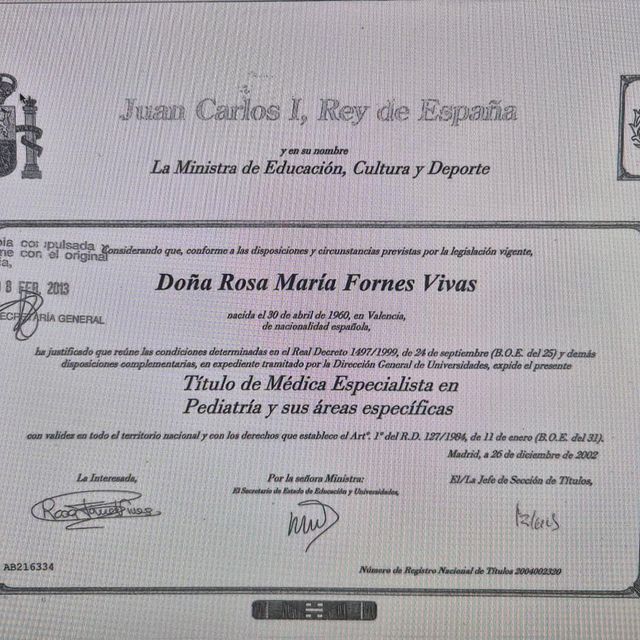 Juan Carlos I, Rey de España
y en su nombre
La Ministra de Educación, Cultura y Deporte
pia compulsada y
me con el original
ia,
8 FEB. 2013
SECRETARÍA GENERAL
Considerando que, conforme a las disposiciones y circunstancias previstas por la legislación vigente,
Doña Rosa María Fornes Vivas
nacida el 30 de abril de 1960, en Valencia,
de nacionalidad española,
ha justificado que reúne las condiciones determinadas en el Real Decreto 1497/1999, de 24 de septiembre (B.O.E. del 25) y demás
disposiciones complementarias, en expediente tramitado por la Dirección General de Universidades, expide el presente
Título de Médica Especialista en
Pediatría y sus áreas específicas
con validez en todo el territorio nacional y con los derechos que establece el Artº. 1º del R.D. 127/1984, de 11 de enero (B.O.E. del 31).
Madrid, a 26 de diciembre de 2002
La Interesada,
Por la señora Ministra:
El Secretario de Estado de Educación y Universidades,
El/La Jefe de Sección de Títulos,
AB216334
Número de Registro Nacional de Títulos 2004002320